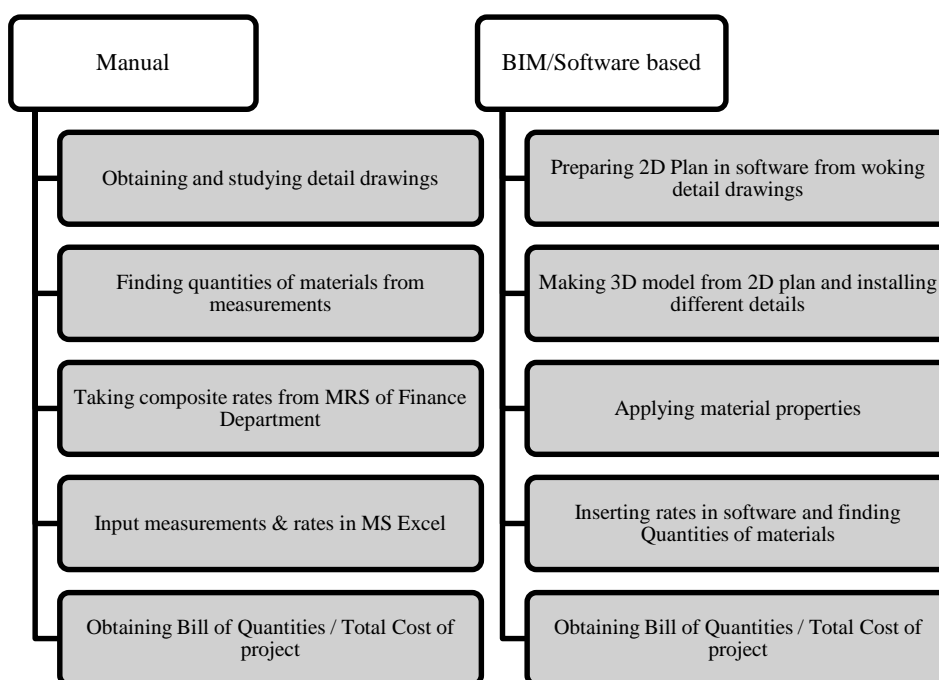 Manual
Obtaining and studying detail drawings
Finding quantities of materials from
measurements
Taking composite rates from MRS of Finance
Department
Input measurements & rates in MS Excel
Obtaining Bill of Quantities / Total Cost of
project
BIM/Software based
Preparing 2D Plan in software from woking
detail drawings
Making 3D model from 2D plan and installing
different details
Applying material properties
Inserting rates in software and finding
Quantities of materials
Obtaining Bill of Quantities / Total Cost of
project